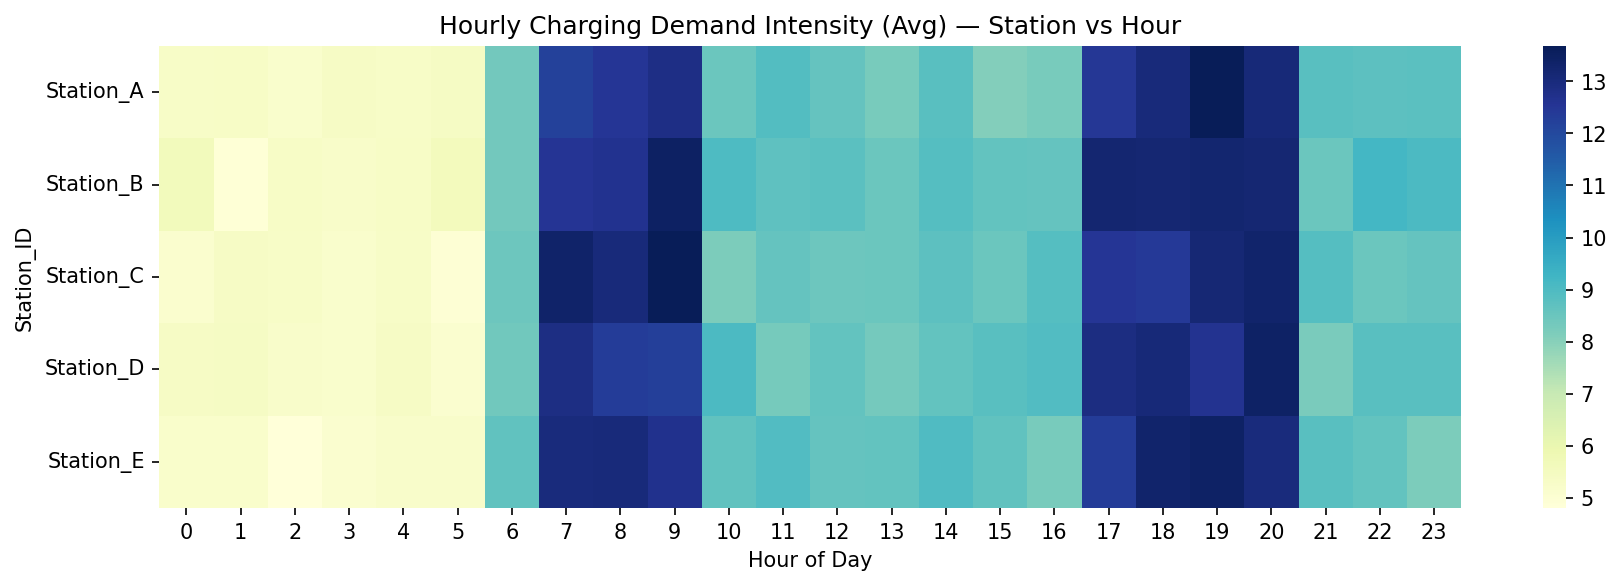 Hourly Charging Demand Intensity (Avg) — Station vs Hour
Station_ID
Station_A
Station_B
Station_C
Station_D
Station_E
0 1 2 3 4 5 6 7 8 9 10 11 12 13 14 15 16 17 18 19 20 21 22 23
Hour of Day
13
12
11
10
9
8
7
6
5